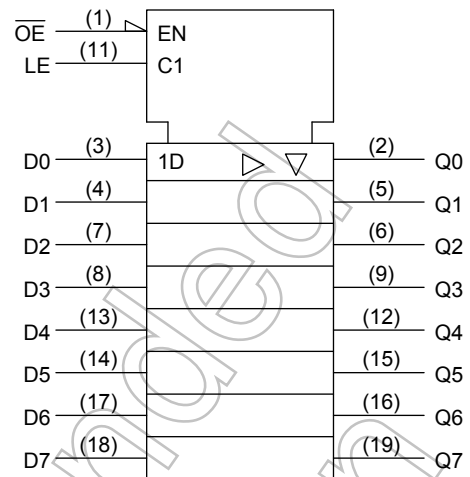 OE (1) EN
LE (11) C1
D0 (3) 1D (2) Q0
D1 (4) (5) Q1
D2 (7) (6) Q2
D3 (8) (9) Q3
D4 (13) (12) Q4
D5 (14) (15) Q5
D6 (17) (16) Q6
D7 (18) (19) Q7
nded
n